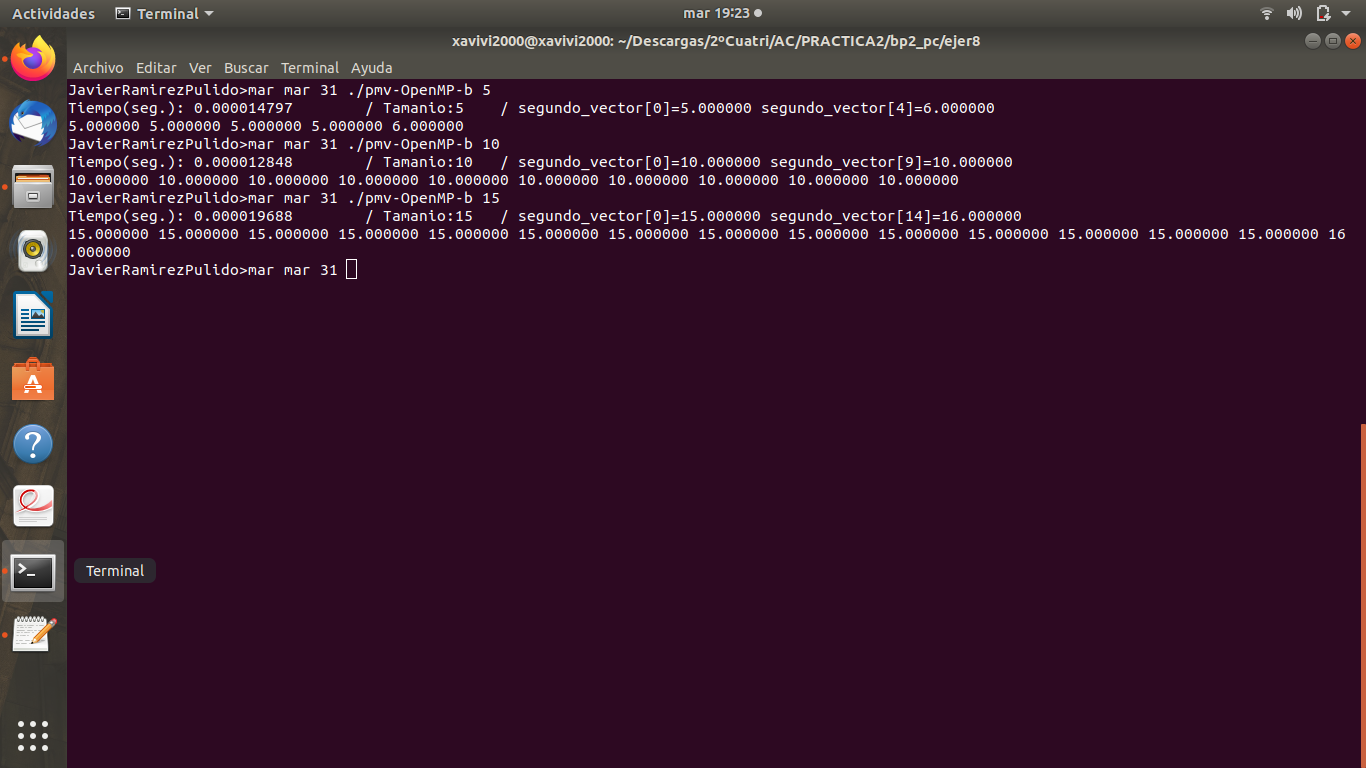 Actividades Terminal mar 19:23
xavivi2000@xavivi2000: ~/Descargas/2ºCuatri/AC/PRACTICA2/bp2_pc/ejer8
Archivo Editar Ver Buscar Terminal Ayuda
JavierRamirezPulido>mar mar 31 ./pmv-OpenMP-b 5
Tiempo(seg.): 0.000014797 / Tamanio:5 / segundo_vector[0]=5.000000 segundo_vector[4]=6.000000
5.000000 5.000000 5.000000 5.000000 6.000000
JavierRamirezPulido>mar mar 31 ./pmv-OpenMP-b 10
Tiempo(seg.): 0.000012848 / Tamanio:10 / segundo_vector[0]=10.000000 segundo_vector[9]=10.000000
10.000000 10.000000 10.000000 10.000000 10.000000 10.000000 10.000000 10.000000 10.000000 10.000000
JavierRamirezPulido>mar mar 31 ./pmv-OpenMP-b 15
Tiempo(seg.): 0.000019688 / Tamanio:15 / segundo_vector[0]=15.000000 segundo_vector[14]=16.000000
15.000000 15.000000 15.000000 15.000000 15.000000 15.000000 15.000000 15.000000 15.000000 15.000000 15.000000 15.000000 15.000000 15.000000 16
.000000
JavierRamirezPulido>mar mar 31
Terminal